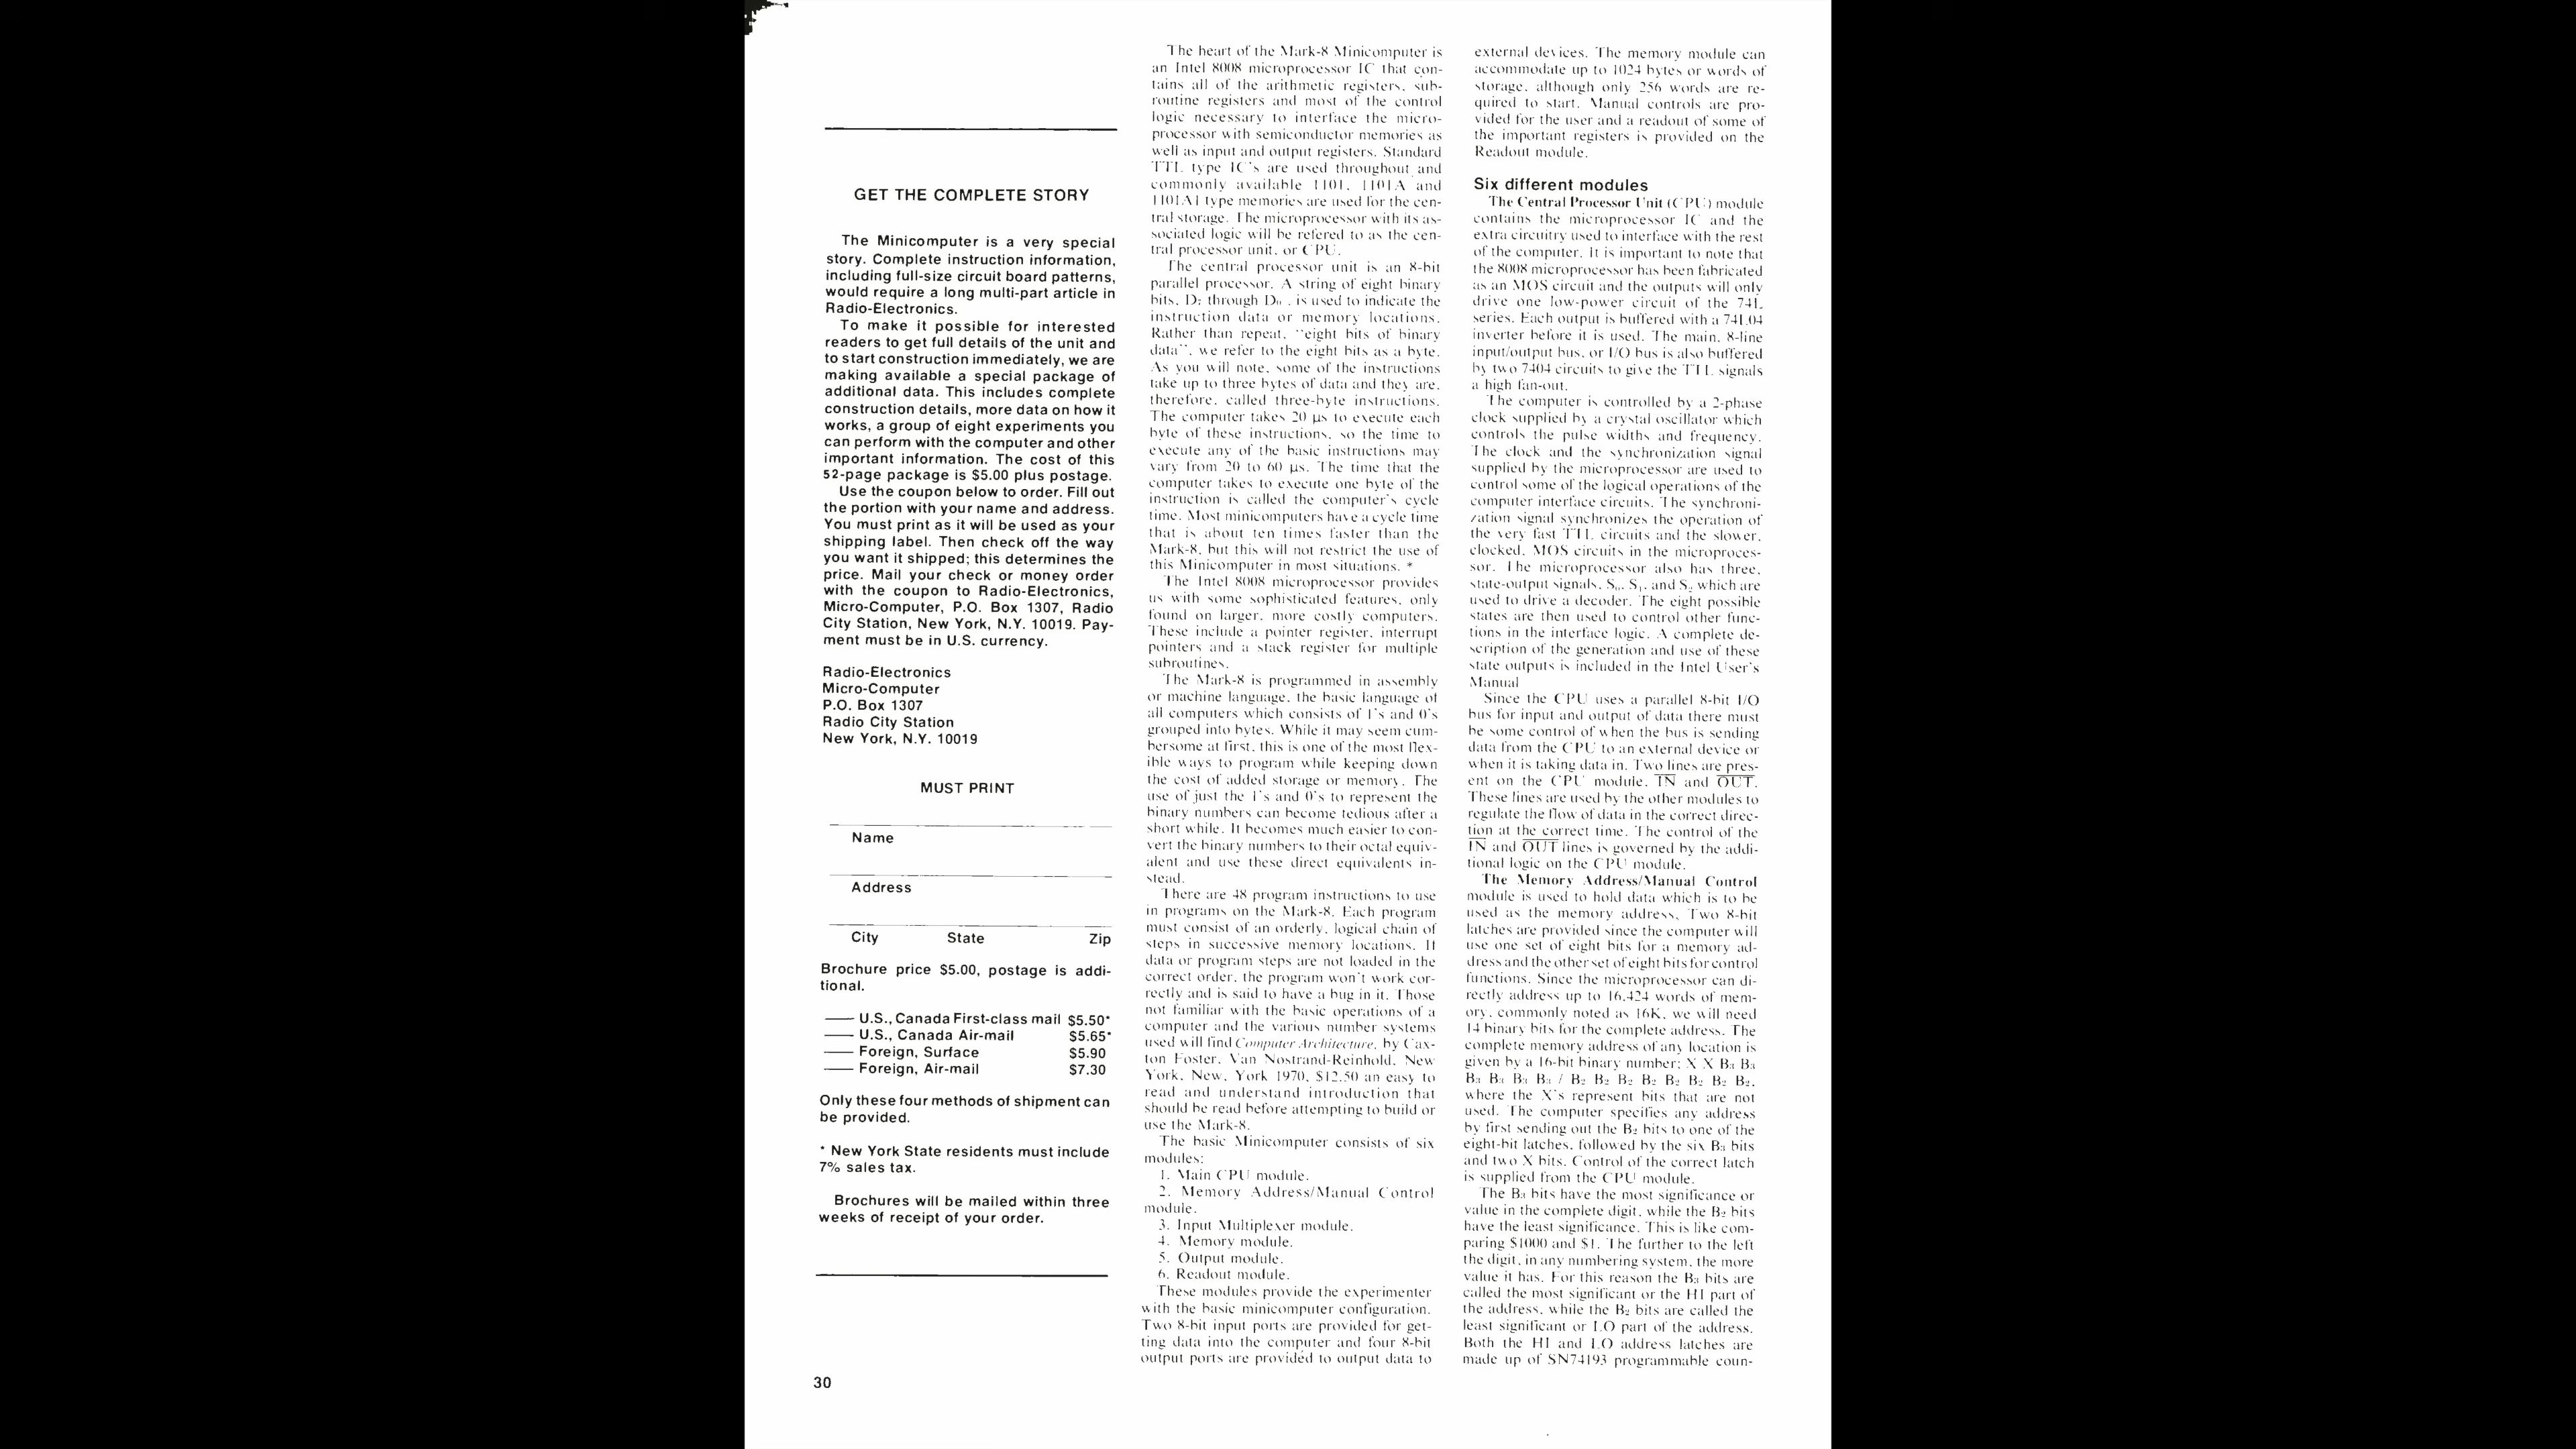 GET THE COMPLETE STORY
The Minicomputer is a very special
story. Complete instruction information,
including full-size circuit board patterns,
would require a long multi-part article in
Radio-Electronics.
To make it possible for interested
readers to get full details of the unit and
to start construction immediately, we are
making available a special package of
additional data. This includes complete
construction details, more data on how it
works, a group of eight experiments you
can perform with the computer and other
important information. The cost of this
52-page package is $5.00 plus postage.
Use the coupon below to order. Fill out
the portion with your name and address.
You must print as it will be used as your
shipping label. Then check off the way
you want it shipped; this determines the
price. Mail your check or money order
with the coupon to Radio-Electronics,
Micro-Computer, P.O. Box 1307, Radio
City Station, New York, N.Y. 10019. Pay-
ment must be in U.S. currency.
Radio-Electronics
Micro-Computer
P.O. Box 1307
Radio City Station
New York, N.Y. 10019
MUST PRINT
Name
Address
City State Zip
Brochure price $5.00, postage is addi-
tional.
U.S., Canada First-class mail $5.50*
U.S., Canada Air-mail $5.65*
Foreign, Surface $5.90
Foreign, Air-mail $7.30
Only these four methods of shipment can
be provided.
* New York State residents must include
7% sales tax.
Brochures will be mailed within three
weeks of receipt of your order.
30
The heart of the Mark-8 Minicomputer is
an Intel 8008 microprocessor IC that con-
tains all of the arithmetic registers, sub-
routine registers and most of the control
logic necessary to interface the micro-
processor with semiconductor memories as
well as input and output registers. Standard
TTL type IC's are used throughout and
commonly available 1101, 1101A and
1101A1 type memories are used for the cen-
tral storage. The microprocessor with its as-
sociated logic will be refered to as the cen-
tral processor unit, or CPU.
The central processor unit is an 8-bit
parallel processor. A string of eight binary
bits, D₇ through D₀, is used to indicate the
instruction data or memory locations.
Rather than repeat, "eight bits of binary
data", we refer to the eight bits as a byte.
As you will note, some of the instructions
take up to three bytes of data and they are,
therefore, called three-byte instructions.
The computer takes 20 µs to execute each
byte of these instructions, so the time to
execute any of the basic instructions may
vary from 20 to 60 µs. The time that the
computer takes to execute one byte of the
instruction is called the computer's cycle
time. Most minicomputers have a cycle time
that is about ten times faster than the
Mark-8, but this will not restrict the use of
this Minicomputer in most situations. *
The Intel 8008 microprocessor provides
us with some sophisticated features, only
found on larger, more costly computers.
These include a pointer register, interrupt
pointers and a stack register for multiple
subroutines.
The Mark-8 is programmed in assembly
or machine language, the basic language of
all computers which consists of 1's and 0's
grouped into bytes. While it may seem cum-
bersome at first, this is one of the most flex-
ible ways to program while keeping down
the cost of added storage or memory. The
use of just the 1's and 0's to represent the
binary numbers can become tedious after a
short while. It becomes much easier to con-
vert the binary numbers to their octal equiv-
alent and use these direct equivalents in-
stead.
There are 48 program instructions to use
in programs on the Mark-8. Each program
must consist of an orderly, logical chain of
steps in successive memory locations. If
data or program steps are not loaded in the
correct order, the program won't work cor-
rectly and is said to have a bug in it. Those
not familiar with the basic operations of a
computer and the various number systems
used will find Computer Architecture, by Cax-
ton Foster, Van Nostrand-Reinhold, New
York, New, York 1970, $12.50 an easy to
read and understand introduction that
should be read before attempting to build or
use the Mark-8.
The basic Minicomputer consists of six
modules:
1. Main CPU module.
2. Memory Address/Manual Control
module.
3. Input Multiplexer module.
4. Memory module.
5. Output module.
6. Readout module.
These modules provide the experimenter
with the basic minicomputer configuration.
Two 8-bit input ports are provided for get-
ting data into the computer and four 8-bit
output ports are provided to output data to
external devices. The memory module can
accommodate up to 1024 bytes or words of
storage, although only 256 words are re-
quired to start. Manual controls are pro-
vided for the user and a readout of some of
the important registers is provided on the
Readout module.
Six different modules
The Central Processor Unit (CPU) module
contains the microprocessor IC and the
extra circuitry used to interface with the rest
of the computer. It is important to note that
the 8008 microprocessor has been fabricated
as an MOS circuit and the outputs will only
drive one low-power circuit of the 74L
series. Each output is buffered with a 74L04
inverter before it is used. The main, 8-line
input/output bus, or I/O bus is also buffered
by two 7404 circuits to give the TTL signals
a high fan-out.
The computer is controlled by a 2-phase
clock supplied by a crystal oscillator which
controls the pulse widths and frequency.
The clock and the synchronization signal
supplied by the microprocessor are used to
control some of the logical operations of the
computer interface circuits. The synchroni-
zation signal synchronizes the operation of
the very fast TTL circuits and the slower,
clocked, MOS circuits in the microproces-
sor. The microprocessor also has three,
state-output signals, S₀, S₁, and S₂ which are
used to drive a decoder. The eight possible
states are then used to control other func-
tions in the interface logic. A complete de-
scription of the generation and use of these
state outputs is included in the Intel User's
Manual
Since the CPU uses a parallel 8-bit I/O
bus for input and output of data there must
be some control of when the bus is sending
data from the CPU to an external device or
when it is taking data in. Two lines are pres-
ent on the CPU module, I̅N̅ and O̅U̅T̅.
These lines are used by the other modules to
regulate the flow of data in the correct direc-
tion at the correct time. The control of the
I̅N̅ and O̅U̅T̅ lines is governed by the addi-
tional logic on the CPU module.
The Memory Address/Manual Control
module is used to hold data which is to be
used as the memory address. Two 8-bit
latches are provided since the computer will
use one set of eight bits for a memory ad-
dress and the other set of eight bits for control
functions. Since the microprocessor can di-
rectly address up to 16,424 words of mem-
ory, commonly noted as 16K, we will need
14 binary bits for the complete address. The
complete memory address of any location is
given by a 16-bit binary number; X X B₃ B₃
B₃ B₃ B₃ B₃ / B₂ B₂ B₂ B₂ B₂ B₂ B₂ B₂,
where the X's represent bits that are not
used. The computer specifies any address
by first sending out the B₂ bits to one of the
eight-bit latches, followed by the six B₃ bits
and two X bits. Control of the correct latch
is supplied from the CPU module.
The B₃ bits have the most significance or
value in the complete digit, while the B₂ bits
have the least significance. This is like com-
paring $1000 and $1. The further to the left
the digit, in any numbering system, the more
value it has. For this reason the B₃ bits are
called the most significant or the HI part of
the address, while the B₂ bits are called the
least significant or LO part of the address.
Both the HI and LO address latches are
made up of SN74193 programmable coun-